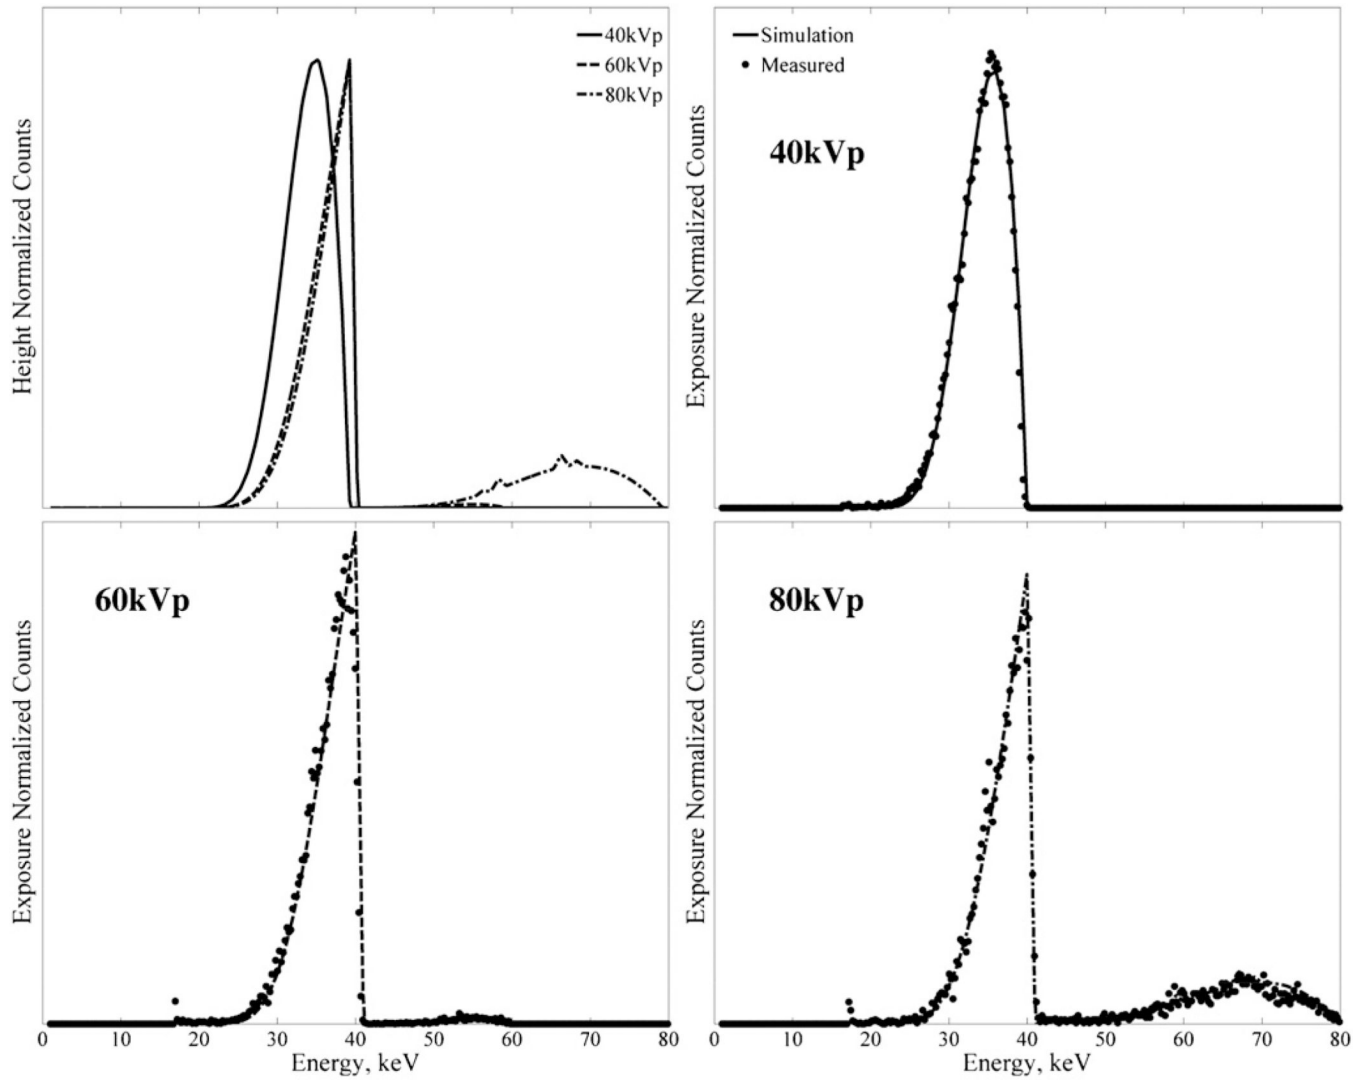 Height Normalized Counts
40kVp
60kVp
80kVp
Exposure Normalized Counts
Simulation
Measured
40kVp
Exposure Normalized Counts
60kVp
0 10 20 30 40 50 60 70 80
Energy, keV
Exposure Normalized Counts
80kVp
0 10 20 30 40 50 60 70 80
Energy, keV